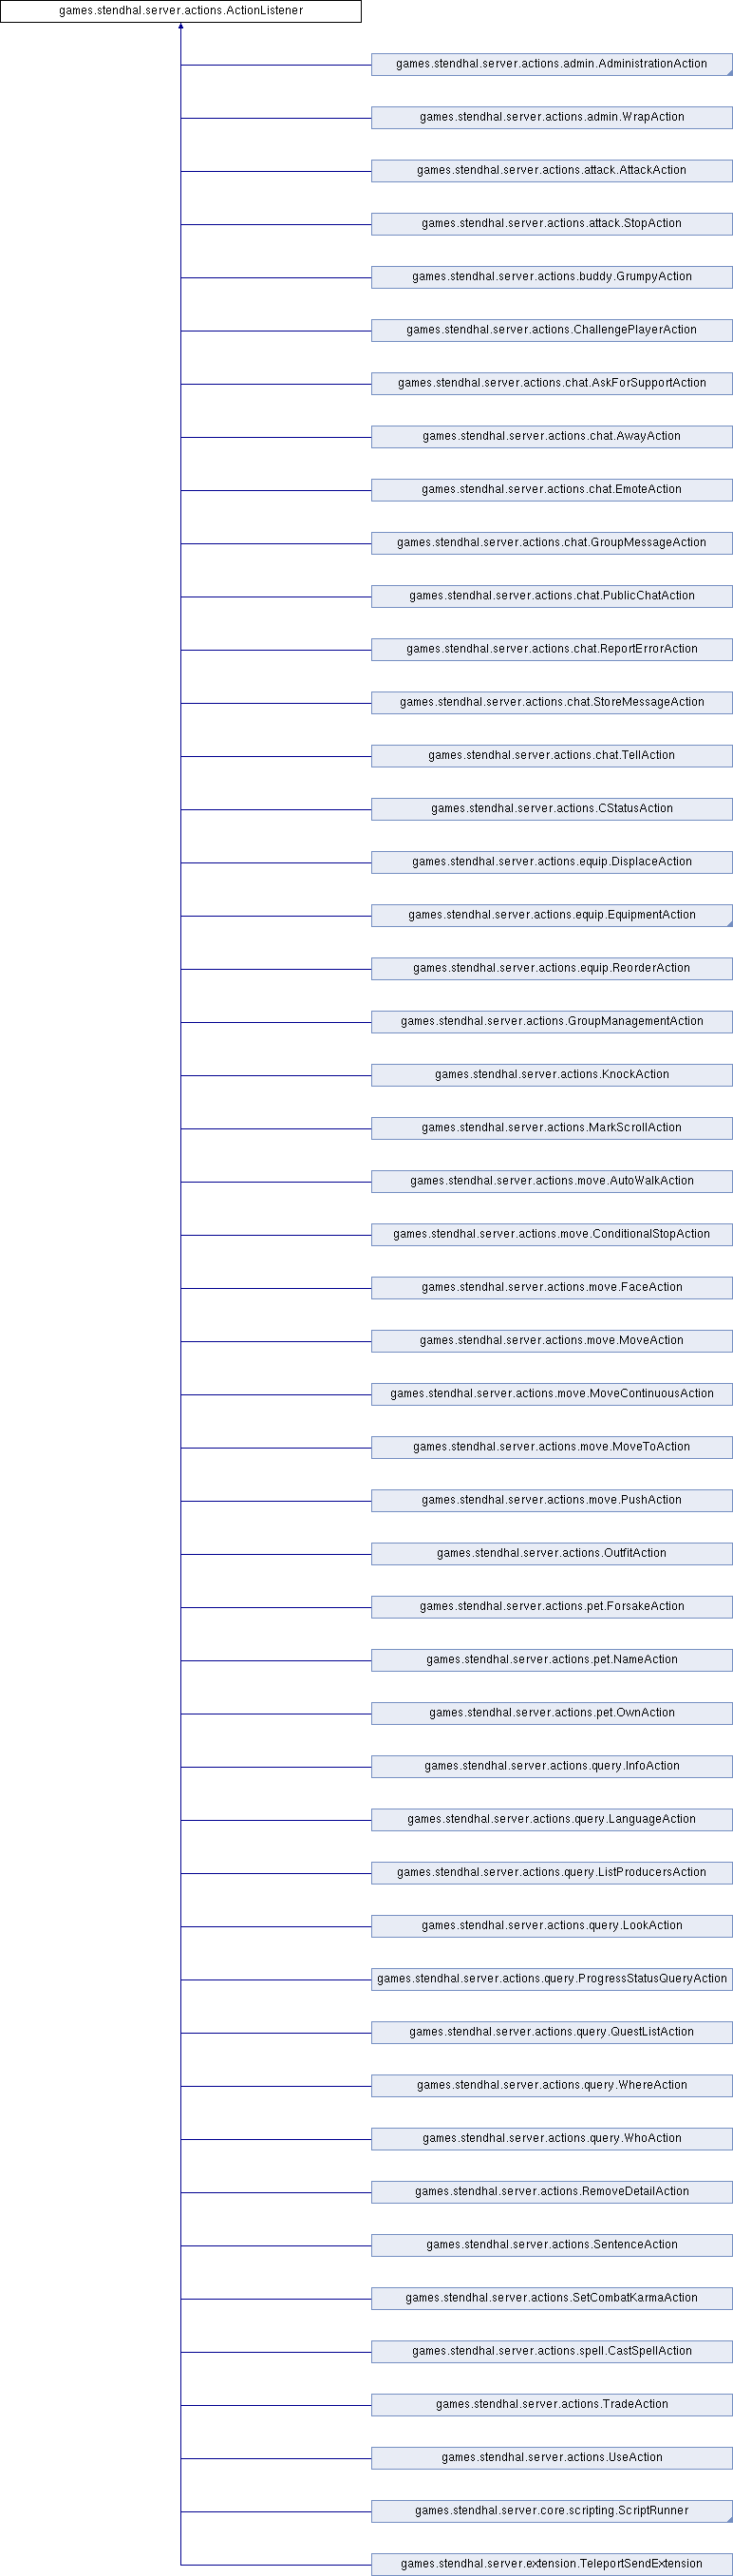 games.stendhal.server.actions.ActionListener
games.stendhal.server.actions.admin.AdministrationAction
games.stendhal.server.actions.admin.WrapAction
games.stendhal.server.actions.attack.AttackAction
games.stendhal.server.actions.attack.StopAction
games.stendhal.server.actions.buddy.GrumpyAction
games.stendhal.server.actions.ChallengePlayerAction
games.stendhal.server.actions.chat.AskForSupportAction
games.stendhal.server.actions.chat.AwayAction
games.stendhal.server.actions.chat.EmoteAction
games.stendhal.server.actions.chat.GroupMessageAction
games.stendhal.server.actions.chat.PublicChatAction
games.stendhal.server.actions.chat.ReportErrorAction
games.stendhal.server.actions.chat.StoreMessageAction
games.stendhal.server.actions.chat.TellAction
games.stendhal.server.actions.CStatusAction
games.stendhal.server.actions.equip.DisplaceAction
games.stendhal.server.actions.equip.EquipmentAction
games.stendhal.server.actions.equip.ReorderAction
games.stendhal.server.actions.GroupManagementAction
games.stendhal.server.actions.KnockAction
games.stendhal.server.actions.MarkScrollAction
games.stendhal.server.actions.move.AutoWalkAction
games.stendhal.server.actions.move.ConditionalStopAction
games.stendhal.server.actions.move.FaceAction
games.stendhal.server.actions.move.MoveAction
games.stendhal.server.actions.move.MoveContinuousAction
games.stendhal.server.actions.move.MoveToAction
games.stendhal.server.actions.move.PushAction
games.stendhal.server.actions.OutfitAction
games.stendhal.server.actions.pet.ForsakeAction
games.stendhal.server.actions.pet.NameAction
games.stendhal.server.actions.pet.OwnAction
games.stendhal.server.actions.query.InfoAction
games.stendhal.server.actions.query.LanguageAction
games.stendhal.server.actions.query.ListProducersAction
games.stendhal.server.actions.query.LookAction
games.stendhal.server.actions.query.ProgressStatusQueryAction
games.stendhal.server.actions.query.QuestListAction
games.stendhal.server.actions.query.WhereAction
games.stendhal.server.actions.query.WhoAction
games.stendhal.server.actions.RemoveDetailAction
games.stendhal.server.actions.SentenceAction
games.stendhal.server.actions.SetCombatKarmaAction
games.stendhal.server.actions.spell.CastSpellAction
games.stendhal.server.actions.TradeAction
games.stendhal.server.actions.UseAction
games.stendhal.server.core.scripting.ScriptRunner
games.stendhal.server.extension.TeleportSendExtension